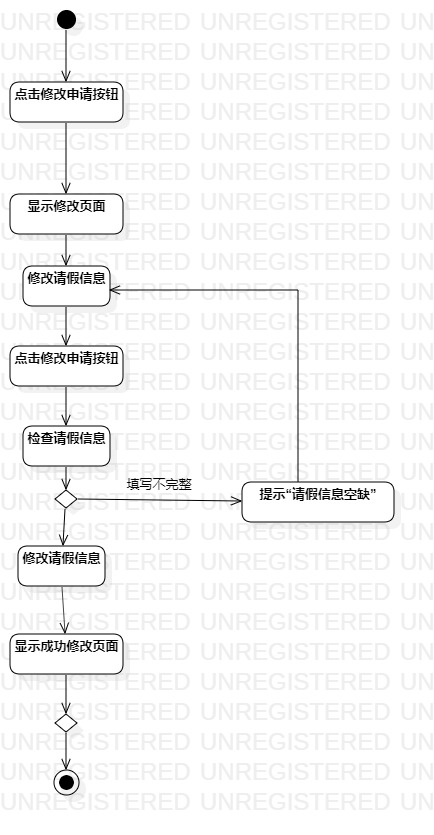 点击修改申请按钮
显示修改页面
修改请假信息
点击修改申请按钮
检查请假信息
填写不完整
提示“请假信息空缺”
修改请假信息
显示成功修改页面
UNREGISTERED